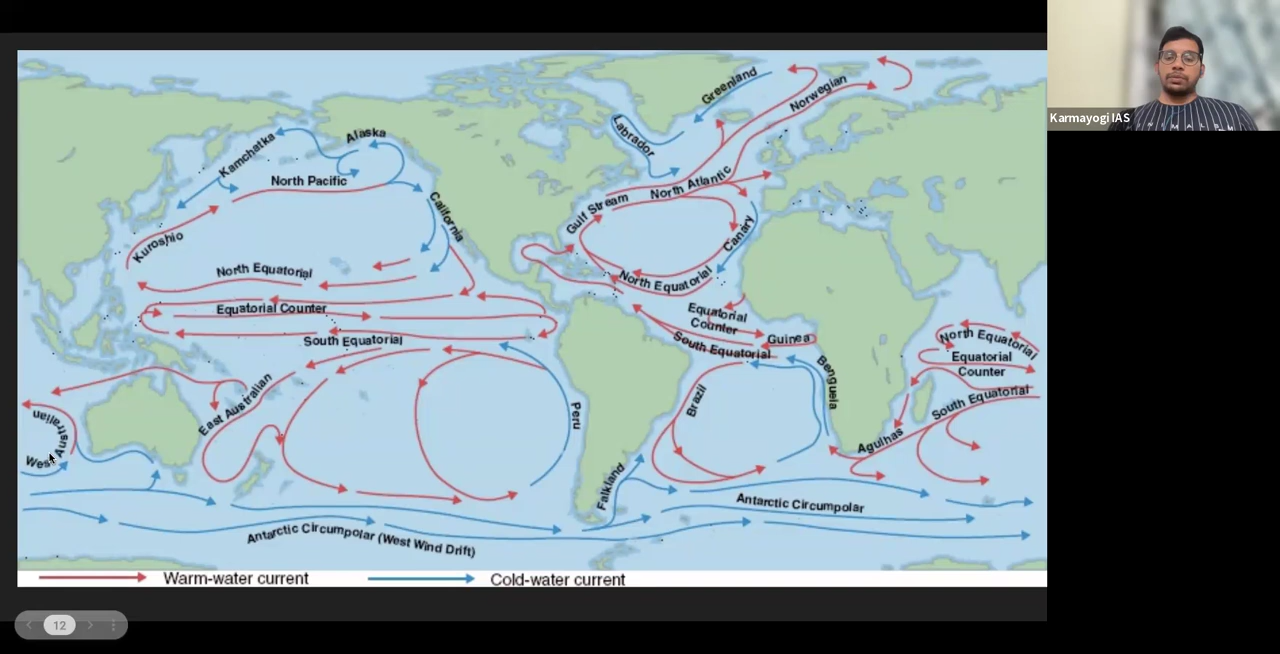 Karmayogi IAS
Greenland
Norwegian
Labrador
Alaska
Kamchatka
North Pacific
North Atlantic
California
Gulf Stream
Canary
Kuroshio
North Equatorial
North Equatorial
Equatorial Counter
Equatorial
Counter
Guinea
South Equatorial
South Equatorial
North Equatorial
Equatorial
Counter
South Equatorial
East Australian
Peru
Brazil
Benguela
Agulhas
West Australian
Falkland
Antarctic Circumpolar
Antarctic Circumpolar (West Wind Drift)
Warm-water current
Cold-water current
12